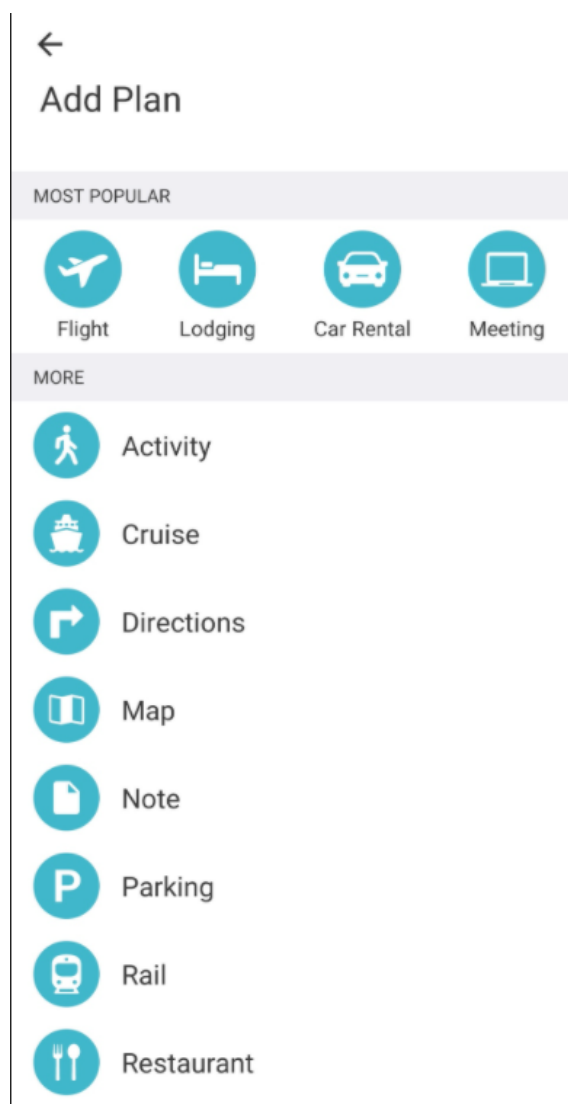 Add Plan
MOST POPULAR
Flight Lodging Car Rental Meeting
MORE
Activity
Cruise
Directions
Map
Note
P Parking
Rail
Restaurant